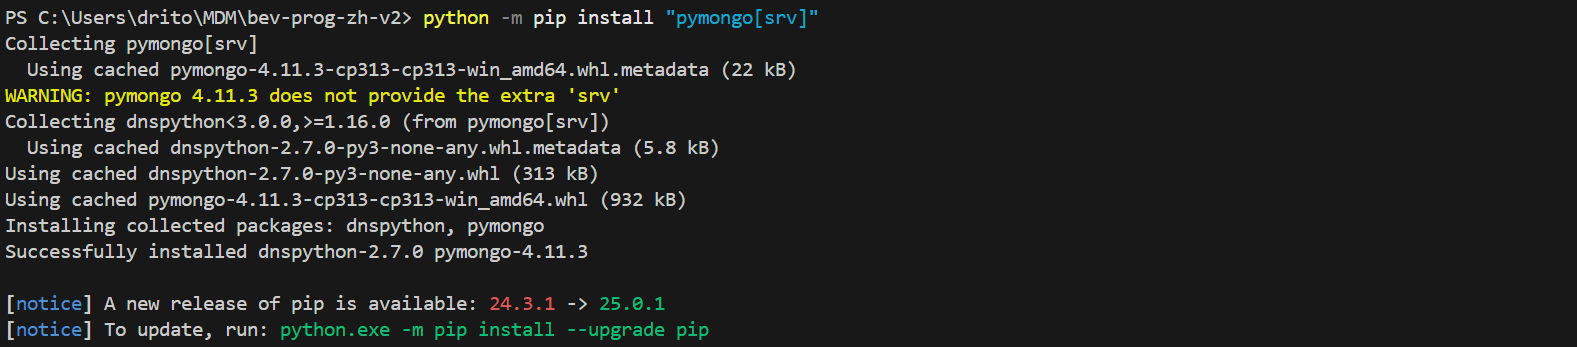 PS C:\Users\drito\MDM\bev-prog-zh-v2> python -m pip install "pymongo[srv]"
Collecting pymongo[srv]
  Using cached pymongo-4.11.3-cp313-cp313-win_amd64.whl.metadata (22 kB)
WARNING: pymongo 4.11.3 does not provide the extra 'srv'
Collecting dnspython<3.0.0,>=1.16.0 (from pymongo[srv])
  Using cached dnspython-2.7.0-py3-none-any.whl.metadata (5.8 kB)
Using cached dnspython-2.7.0-py3-none-any.whl (313 kB)
Using cached pymongo-4.11.3-cp313-cp313-win_amd64.whl (932 kB)
Installing collected packages: dnspython, pymongo
Successfully installed dnspython-2.7.0 pymongo-4.11.3

[notice] A new release of pip is available: 24.3.1 -> 25.0.1
[notice] To update, run: python.exe -m pip install --upgrade pip